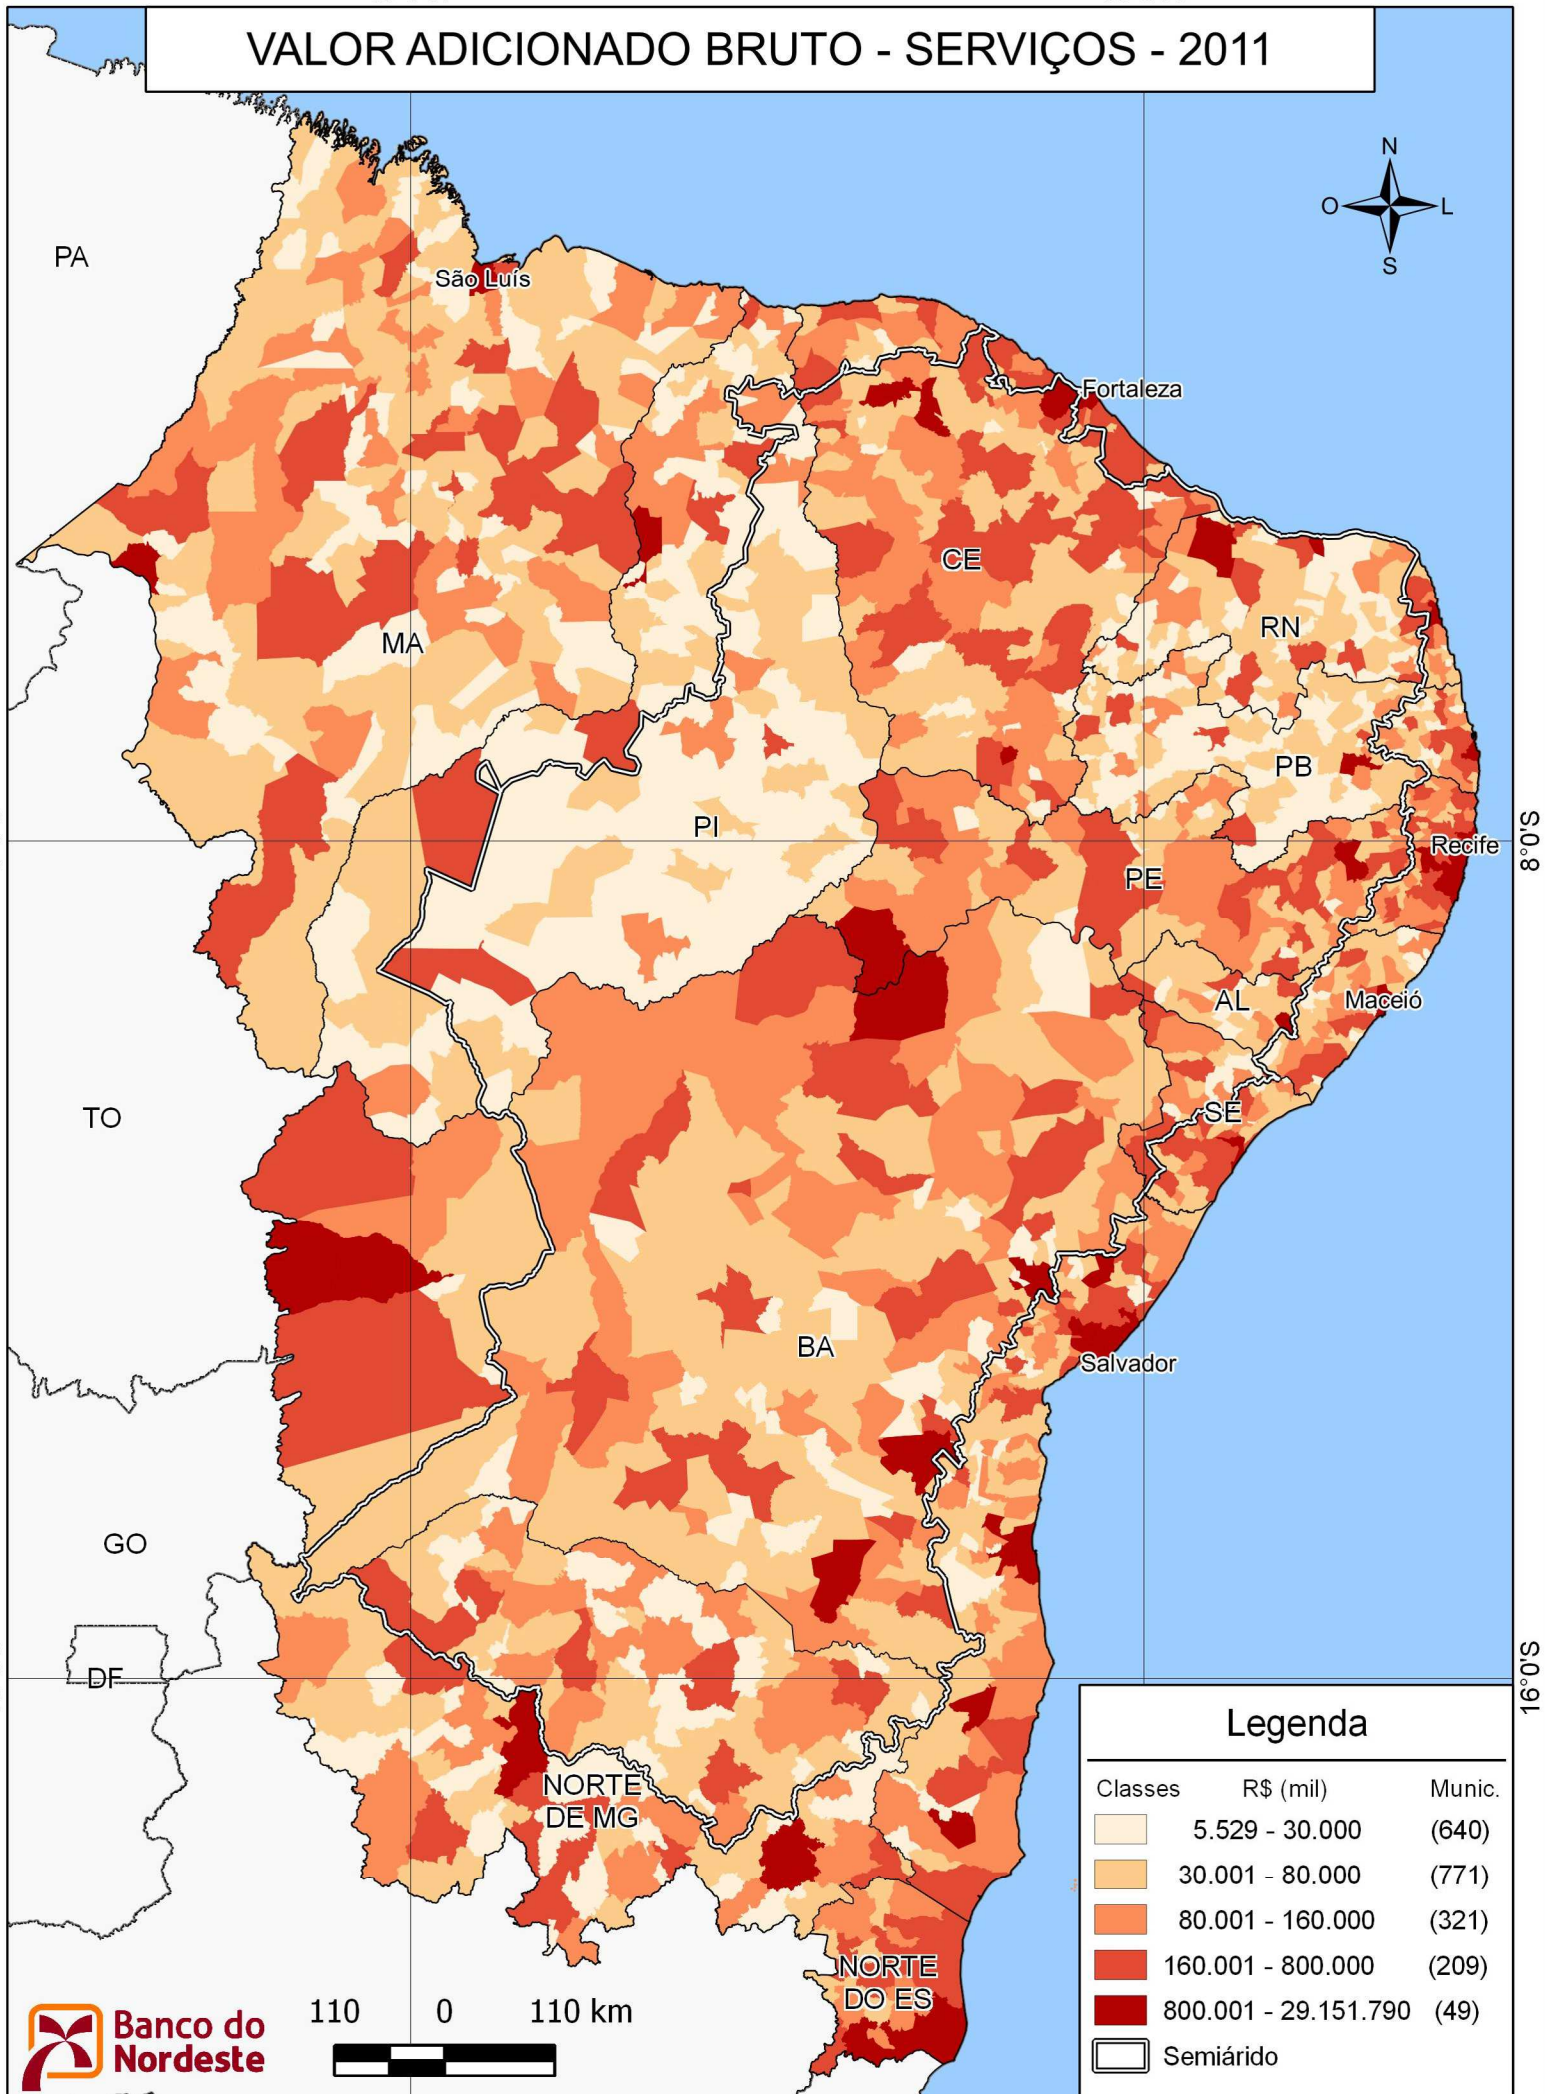 VALOR ADICIONADO BRUTO - SERVIÇOS - 2011
N
O
L
S
PA
São Luís
Fortaleza
CE
RN
MA
PB
PI
8°0'S
Recife
PE
AL
Maceió
TO
SE
BA
Salvador
GO
DF
16°0'S
NORTE
DE MG
NORTE
DO ES
Legenda
Classes R$ (mil) Munic.
5.529 - 30.000 (640)
30.001 - 80.000 (771)
80.001 - 160.000 (321)
160.001 - 800.000 (209)
800.001 - 29.151.790 (49)
Semiárido
110 0 110 km
Banco do
Nordeste